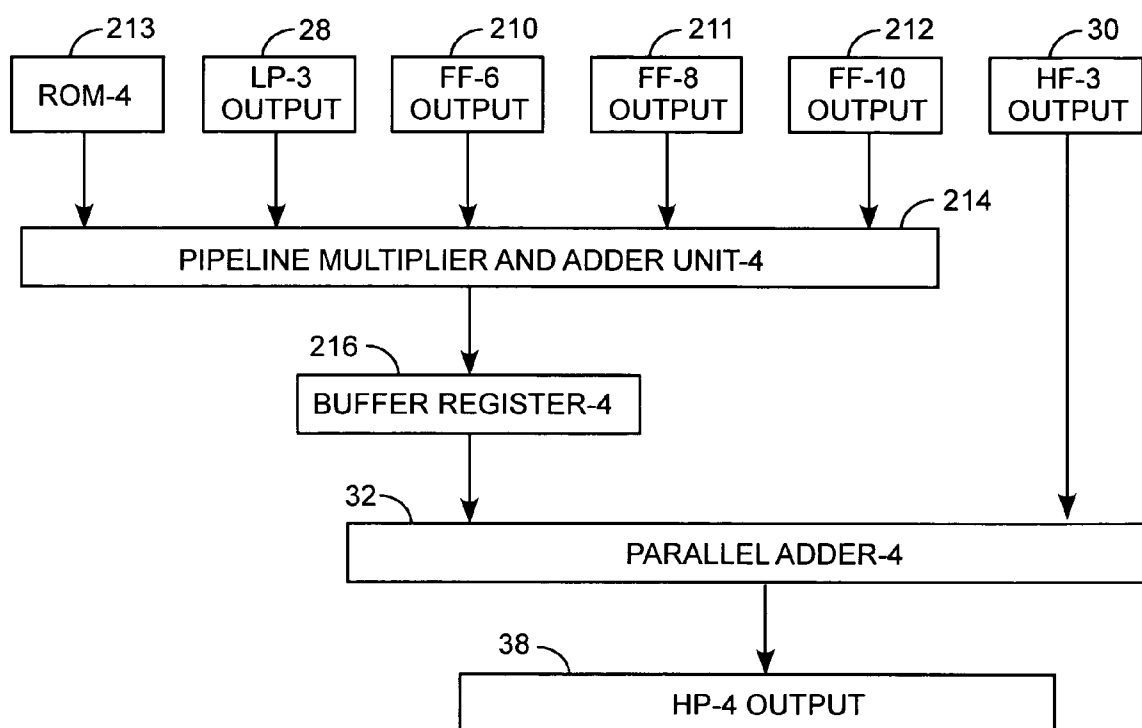 213 28 210 211 212 30
ROM-4
LP-3
OUTPUT
FF-6
OUTPUT
FF-8
OUTPUT
FF-10
OUTPUT
HF-3
OUTPUT
214
PIPELINE MULTIPLIER AND ADDER UNIT-4
216
BUFFER REGISTER-4
32
PARALLEL ADDER-4
38
HP-4 OUTPUT